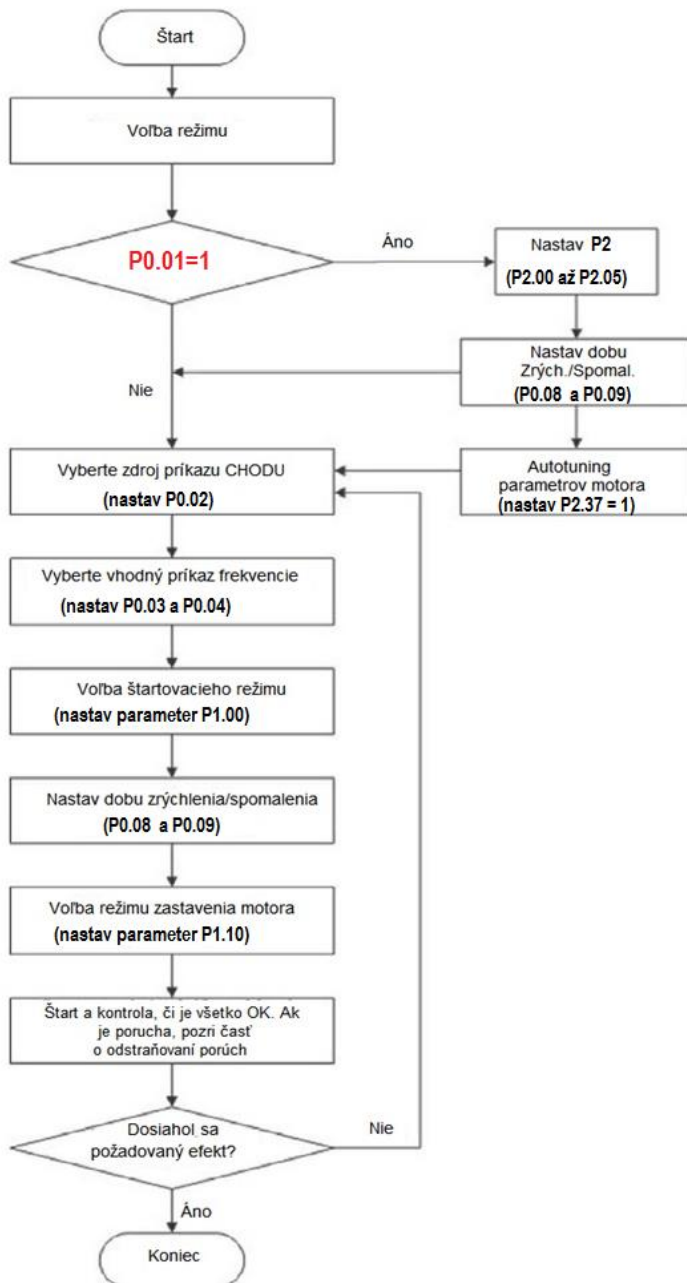 Štart
Voľba režimu
P0.01=1
Áno
Nastav P2
(P2.00 až P2.05)
Nie
Nastav dobu
Zrých./Spomal.
(P0.08 a P0.09)
Autotuning
parametrov motora
(nastav P2.37 = 1)
Vyberte zdroj príkazu CHODU
(nastav P0.02)
Vyberte vhodný príkaz frekvencie
(nastav P0.03 a P0.04)
Voľba štartovacieho režimu
(nastav parameter P1.00)
Nastav dobu zrýchlenia/spomalenia
(P0.08 a P0.09)
Voľba režimu zastavenia motora
(nastav parameter P1.10)
Štart a kontrola, či je všetko OK. Ak
je porucha, pozri časť
o odstraňovaní porúch
Dosiahol sa
požadovaný efekt?
Nie
Áno
Koniec